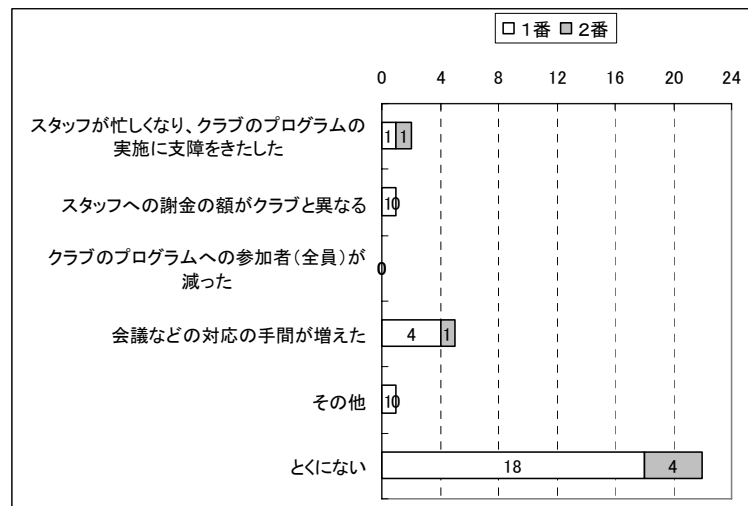 １番 ２番
0 4 8 12 16 20 24
スタッフが忙しくなり、クラブのプログラムの
実施に支障をきたした
1 1
スタッフへの謝金の額がクラブと異なる
1 0
クラブのプログラムへの参加者（全員）が
減った
0 0
会議などの対応の手間が増えた
4 1
その他
1 0
とくにない
18 4